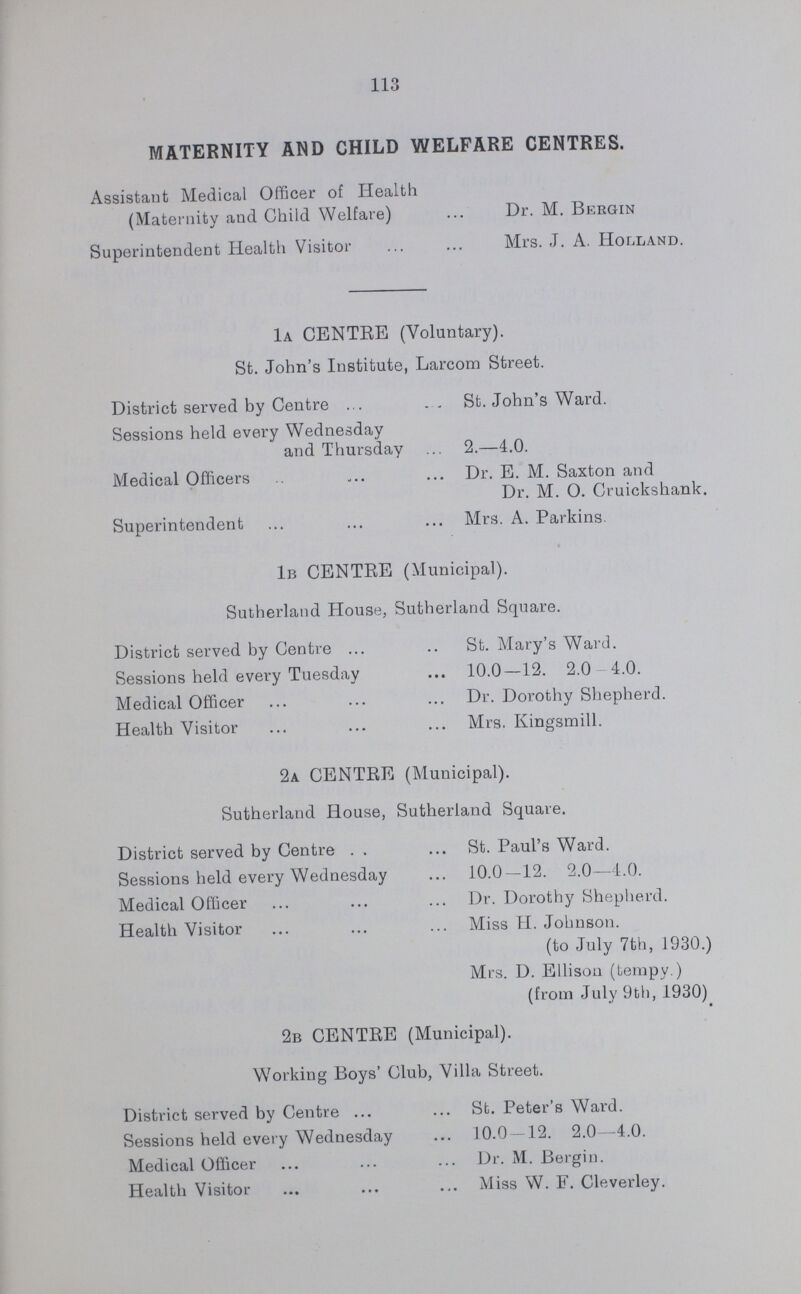 113
MATERNITY AND CHILD WELFARE CENTRES.
Assistant Medical Officer of Health
(Maternity and Child Welfare) ... Dr. M. BERGIN
Superintendent Health Visitor ... ... Mrs. J. A. HOLLAND.
1A CENTRE (Voluntary).
St. John's Institute, Larcom Street.
District served by Centre ... .. St. John's Ward.
Sessions held every Wednesday
and Thursday ... 2.—4.0.
Medical Officers .. ... ... Dr. E. M. Saxton and
Dr. M. O. Cruickshank.
Superintendent ... ... ... Mrs. A. Parkins.
1B CENTRE (Municipal).
Sutherland House, Sutherland Square.
District served by Centre ... .. St. Mary's Ward.
Sessions held every Tuesday ... 10.0—12. 2.0—4.0.
Medical Officer ... ... ... Dr. Dorothy Shepherd.
Health Visitor ... ... ... Mrs. Kingsmill.
2A CENTRE (Municipal).
Sutherland House, Sutherland Square.
District served by Centre .. ... St. Paul's Ward.
Sessions held every Wednesday ... 10.0—12. 2.0—4.0.
Medical Officer ... ... ... Dr. Dorothy Shepherd.
Health Visitor ... ... ... Miss H. Johnson.
(to July 7th, 1930.)
Mrs. D. Ellison (tempy.)
(from July 9th, 1930).
2B CENTRE (Municipal).
Working Boys' Club, Villa Street.
District served by Centre ... ... St. Peter's Ward.
Sessions held every Wednesday ... 10.0—12. 2.0—4.0.
Medical Officer ... ... ... Dr. M. Bergin.
Health Visitor ... ... ... Miss W. F. Cleverley.